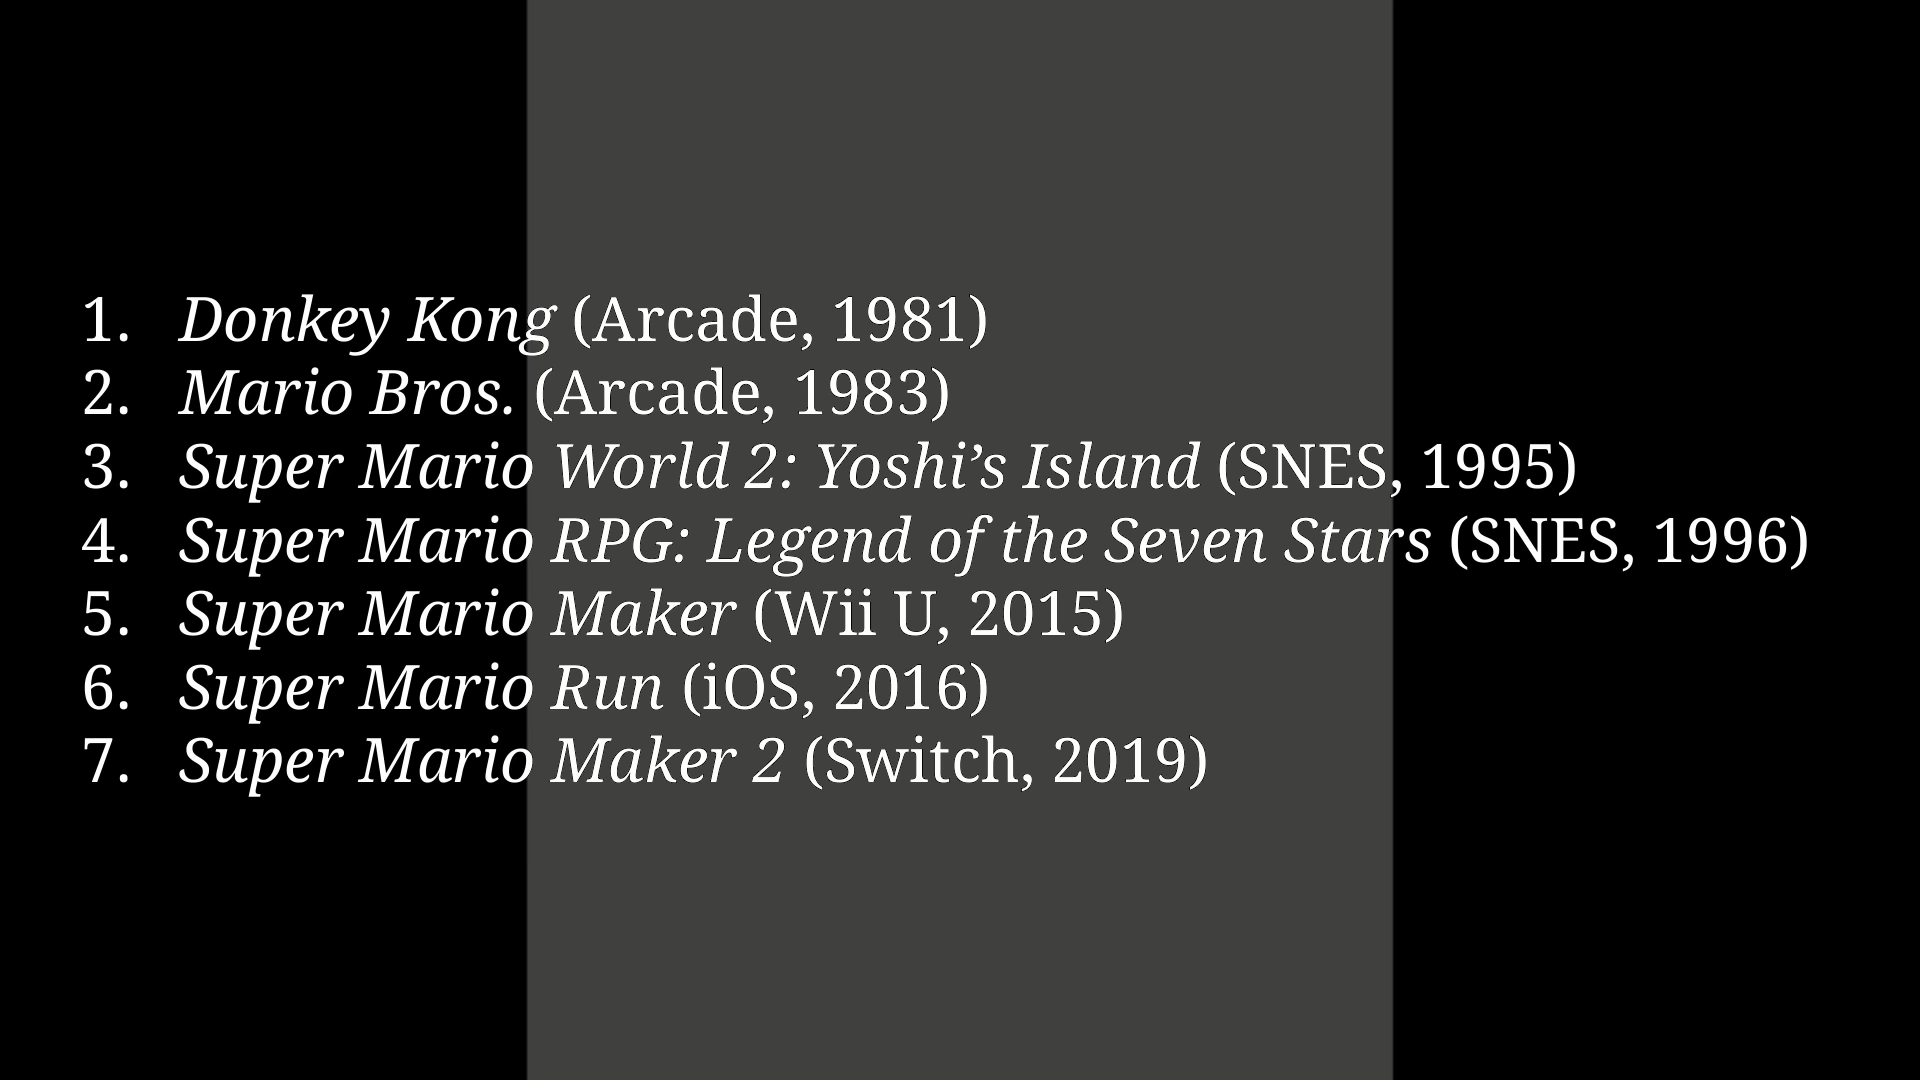 1. Donkey Kong (Arcade, 1981)
2. Mario Bros. (Arcade, 1983)
3. Super Mario World 2: Yoshi’s Island (SNES, 1995)
4. Super Mario RPG: Legend of the Seven Stars (SNES, 1996)
5. Super Mario Maker (Wii U, 2015)
6. Super Mario Run (iOS, 2016)
7. Super Mario Maker 2 (Switch, 2019)